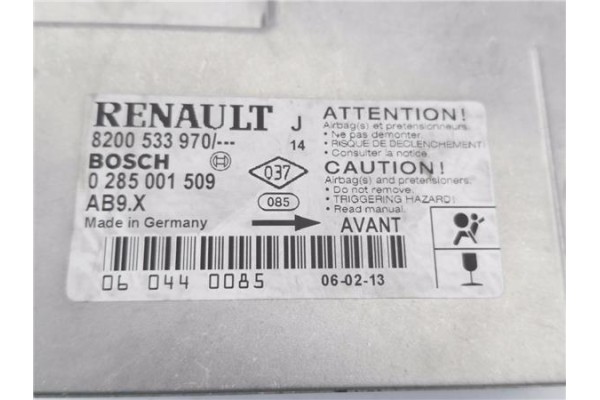 RENAULT J
8200 533 970/--- 14
BOSCH
0 285 001 509
AB9.X
Made in Germany
037
085
ATTENTION!
Airbag(s) et pretensionneurs.
• Ne pas demonter.
• RISQUE DE DECLENCHEMENT!
• Consulter la notice.
CAUTION!
Airbag(s) and pretensioners.
• Do not remove.
• TRIGGERING HAZARD!
• Read manual.
AVANT
06 044 0085
06-02-13